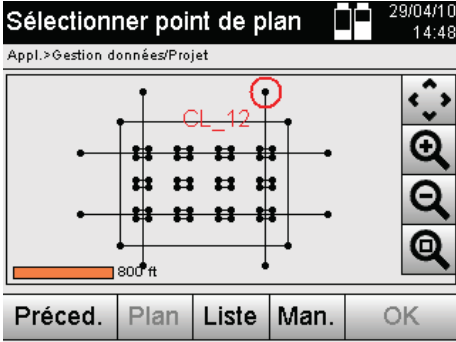 Sélectionner point de plan
29/04/10
14:48
Appl.>Gestion données/Projet
CL_12
800 ft
Préced. Plan Liste Man. OK